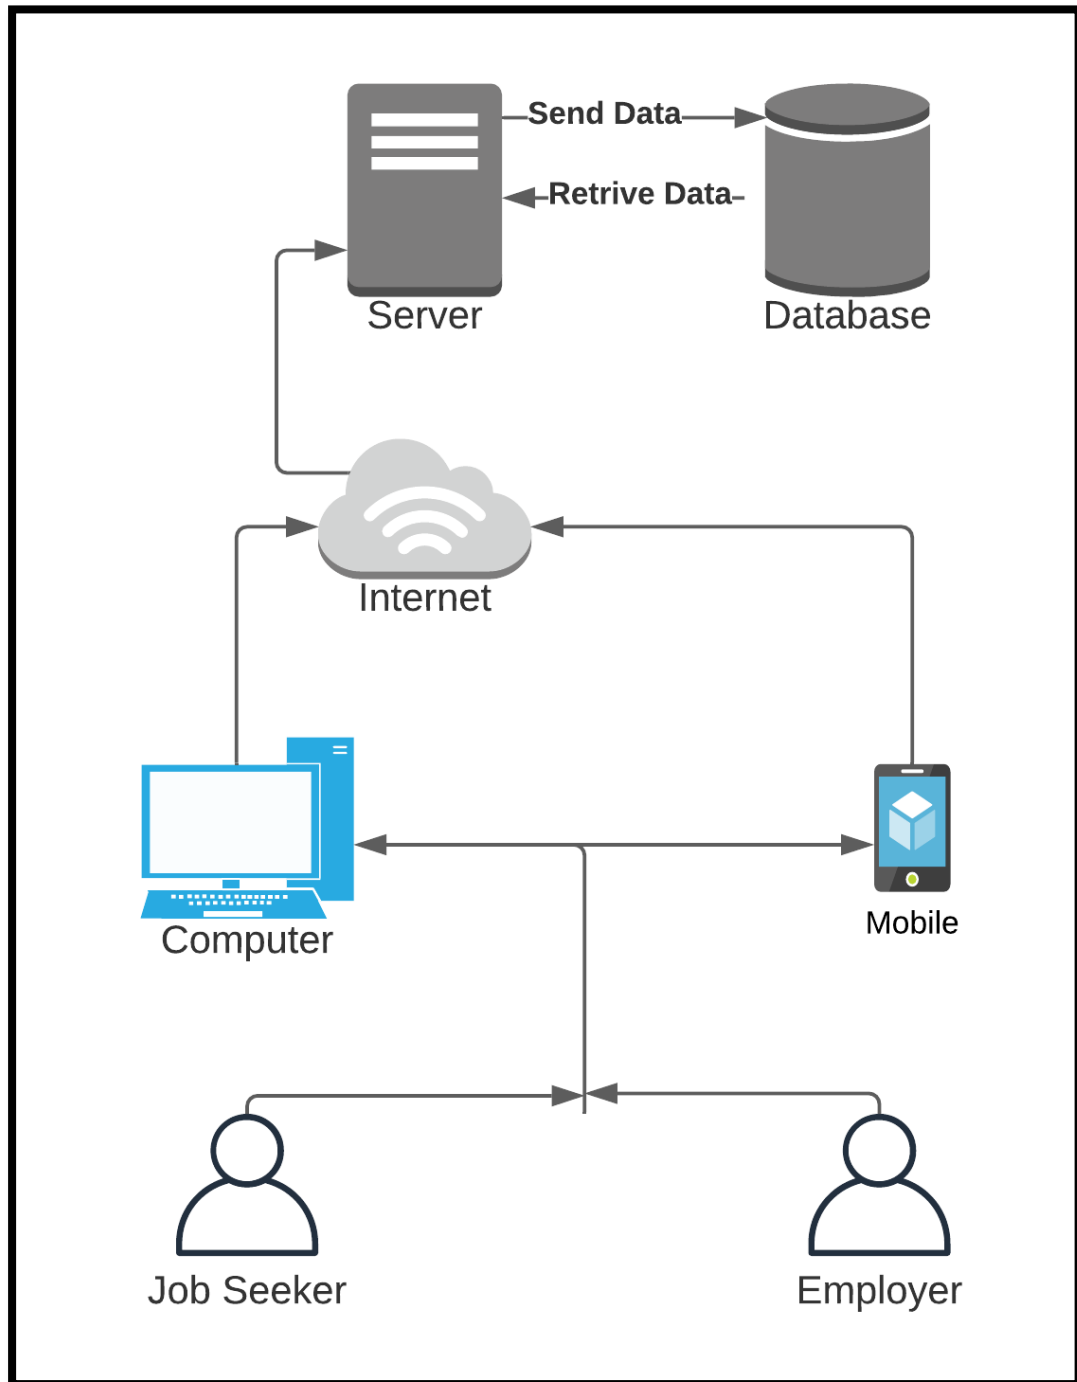 Send Data
Retrive Data
Server
Database
Internet
Computer
Mobile
Job Seeker
Employer